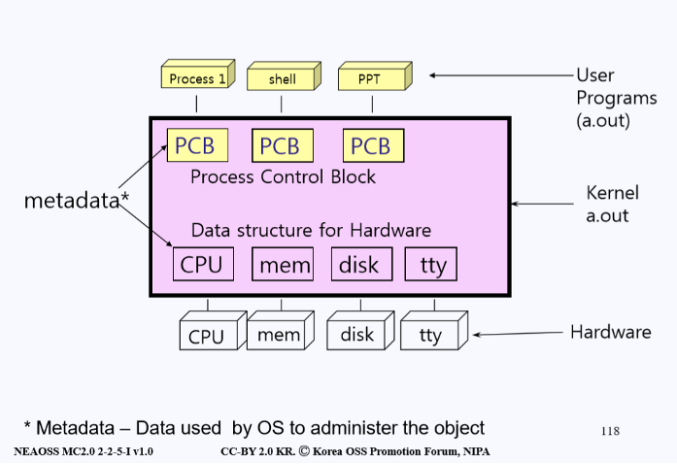 Process 1
shell
PPT
User
Programs
(a.out)
PCB
PCB
PCB
Process Control Block
metadata*
Kernel
a.out
Data structure for Hardware
CPU
mem
disk
tty
CPU
mem
disk
tty
Hardware
* Metadata – Data used by OS to administer the object
118
NEAOSS MC2.0 2-2-5-I v1.0
CC-BY 2.0 KR. Ⓒ Korea OSS Promotion Forum, NIPA